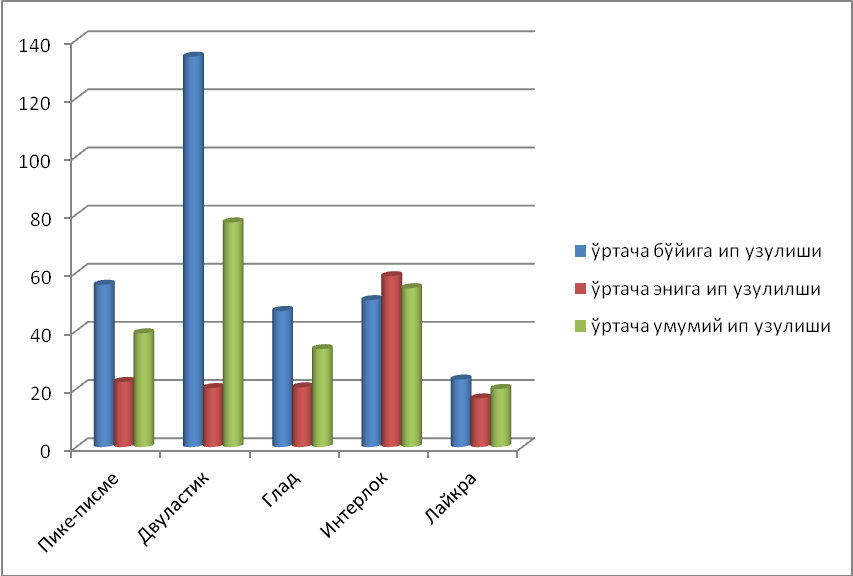 140
120
100
80
60
40
20
0
Пике-писме
Двуластик
Глад
Интерлок
Лайкра
ўртача бўйига ип узулиши
ўртача энига ип узулилши
ўртача умумий ип узулиши